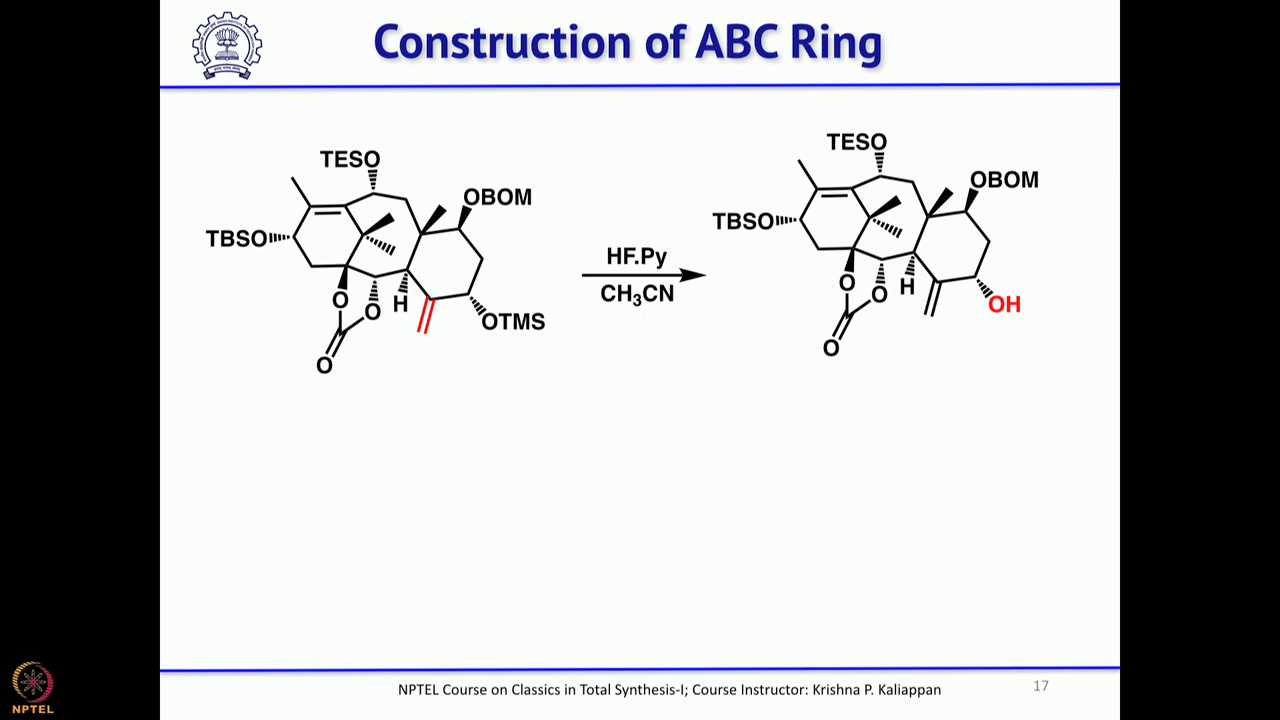 Construction of ABC Ring
TESO
OBOM
TBSO
O
O
H
OTMS
O
HF.Py
CH3CN
TESO
OBOM
TBSO
O
O
H
OH
O
NPTEL Course on Classics in Total Synthesis-I; Course Instructor: Krishna P. Kaliappan
17
NPTEL